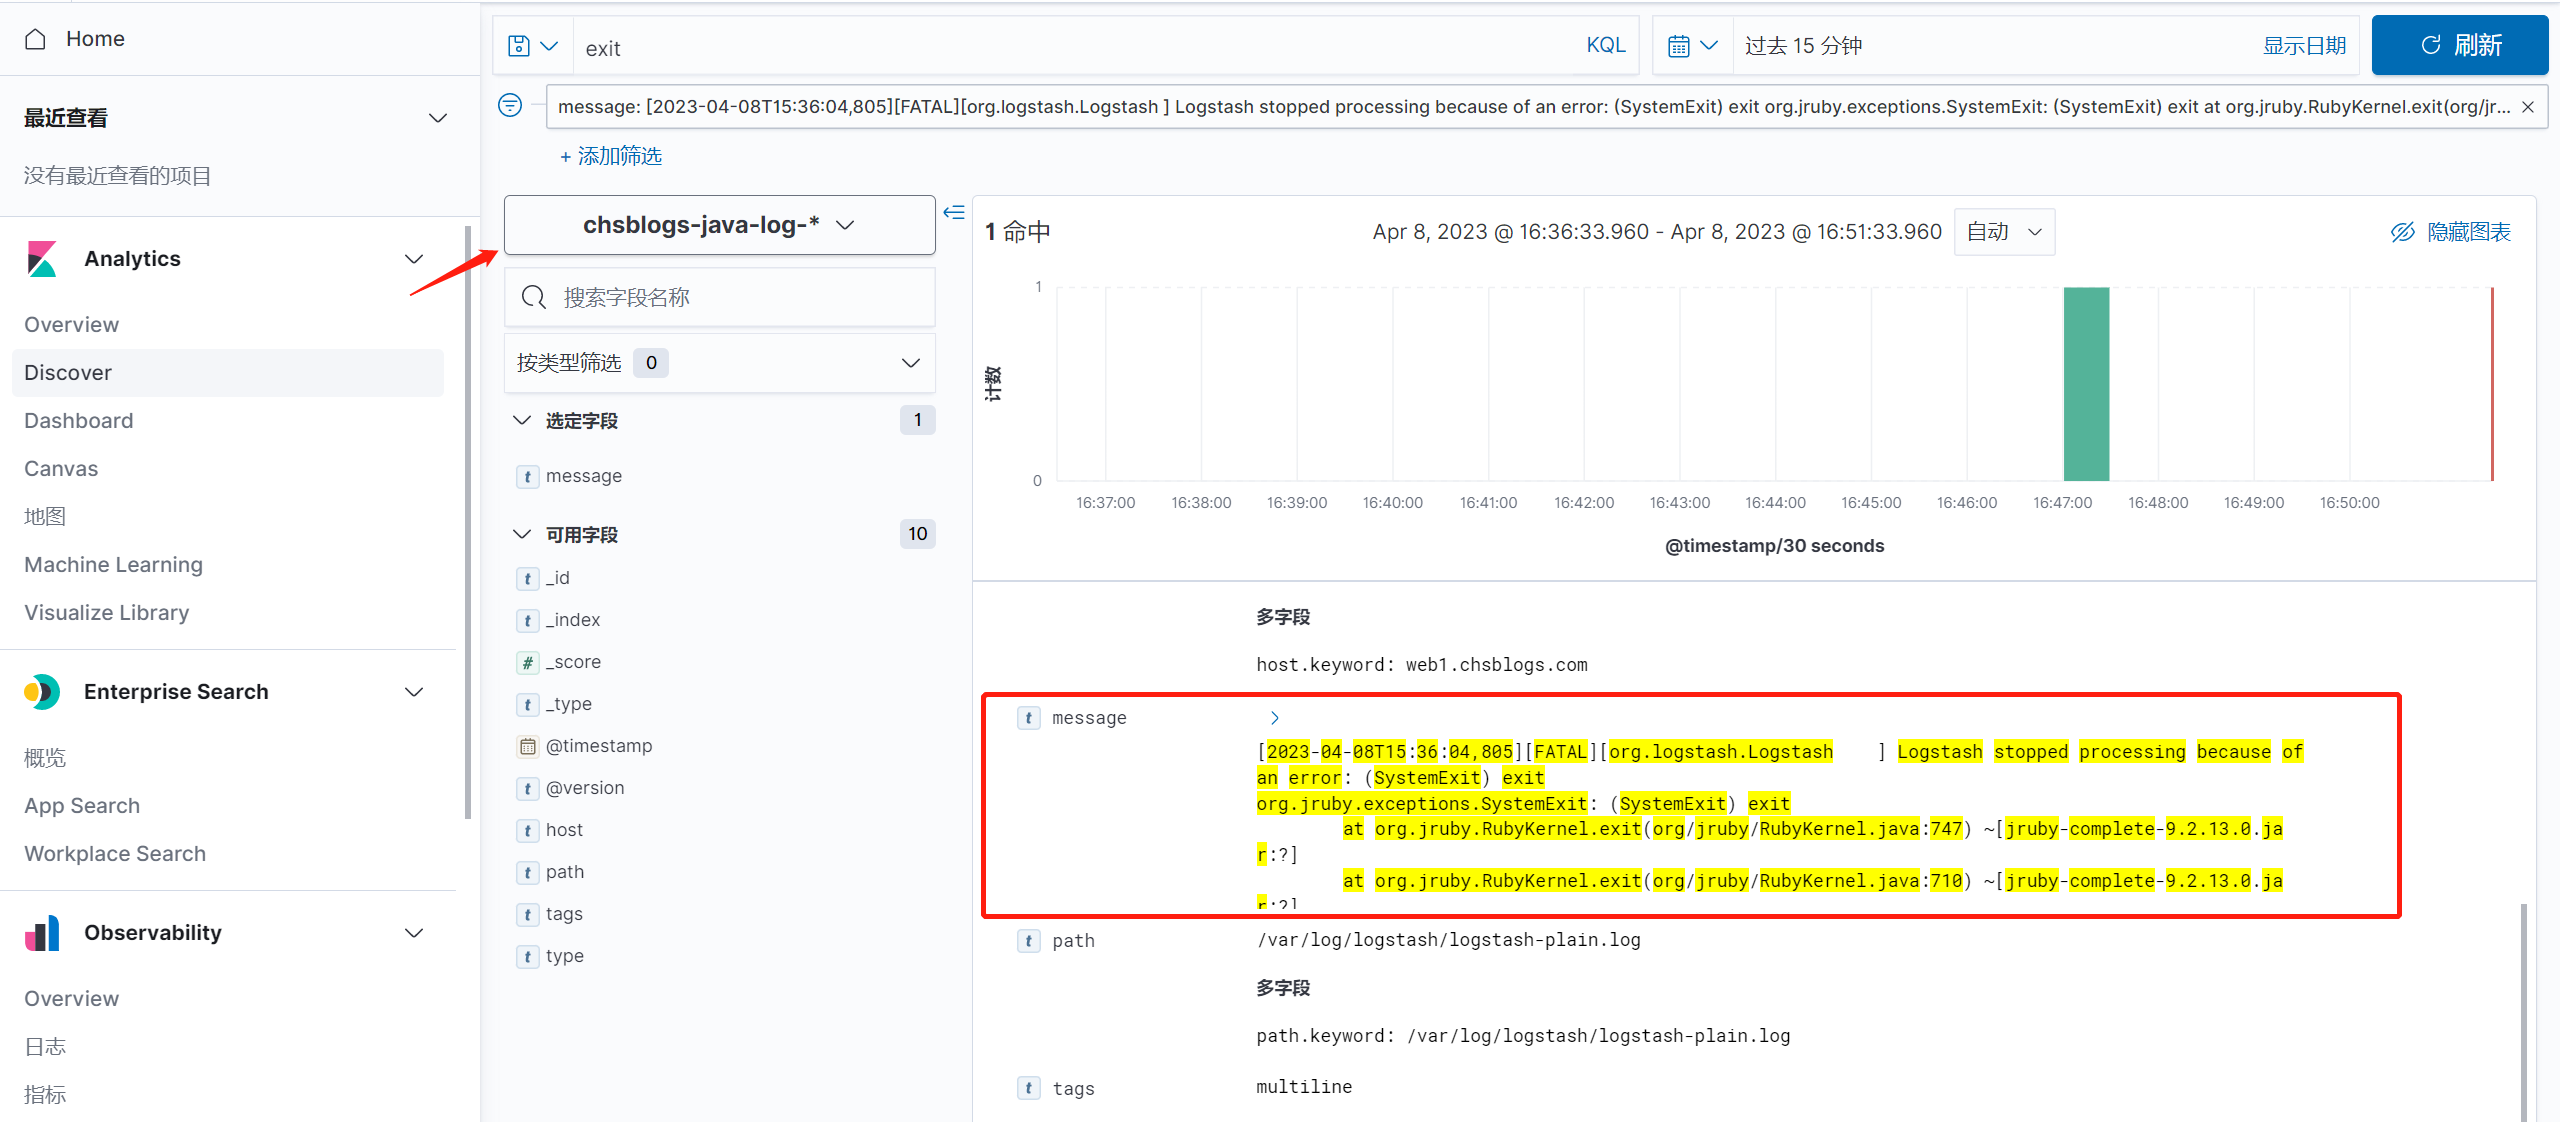 Home
最近查看
没有最近查看的项目
Analytics
Overview
Discover
Dashboard
Canvas
地图
Machine Learning
Visualize Library
Enterprise Search
概览
App Search
Workplace Search
Observability
Overview
日志
指标
exit
KQL
过去 15 分钟
显示日期
刷新
message: [2023-04-08T15:36:04,805][FATAL][org.logstash.Logstash ] Logstash stopped processing because of an error: (SystemExit) exit org.jruby.exceptions.SystemExit: (SystemExit) exit at org.jruby.RubyKernel.exit(org/jr...
+ 添加筛选
chsblogs-java-log-*
搜索字段名称
按类型筛选 0
选定字段 1
t message
可用字段 10
t _id
t _index
# _score
t _type
@timestamp
t @version
t host
t path
t tags
t type
1 命中
Apr 8, 2023 @ 16:36:33.960 - Apr 8, 2023 @ 16:51:33.960
自动
隐藏图表
计数
1
0
16:37:00 16:38:00 16:39:00 16:40:00 16:41:00 16:42:00 16:43:00 16:44:00 16:45:00 16:46:00 16:47:00 16:48:00 16:49:00 16:50:00
@timestamp/30 seconds
多字段
host.keyword: web1.chsblogs.com
t message
[2023-04-08T15:36:04,805][FATAL][org.logstash.Logstash    ] Logstash stopped processing because of
an error: (SystemExit) exit
org.jruby.exceptions.SystemExit: (SystemExit) exit
at org.jruby.RubyKernel.exit(org/jruby/RubyKernel.java:747) ~[jruby-complete-9.2.13.0.ja
r:?]
at org.jruby.RubyKernel.exit(org/jruby/RubyKernel.java:710) ~[jruby-complete-9.2.13.0.ja
r:?]
t path
/var/log/logstash/logstash-plain.log
多字段
path.keyword: /var/log/logstash/logstash-plain.log
t tags
multiline